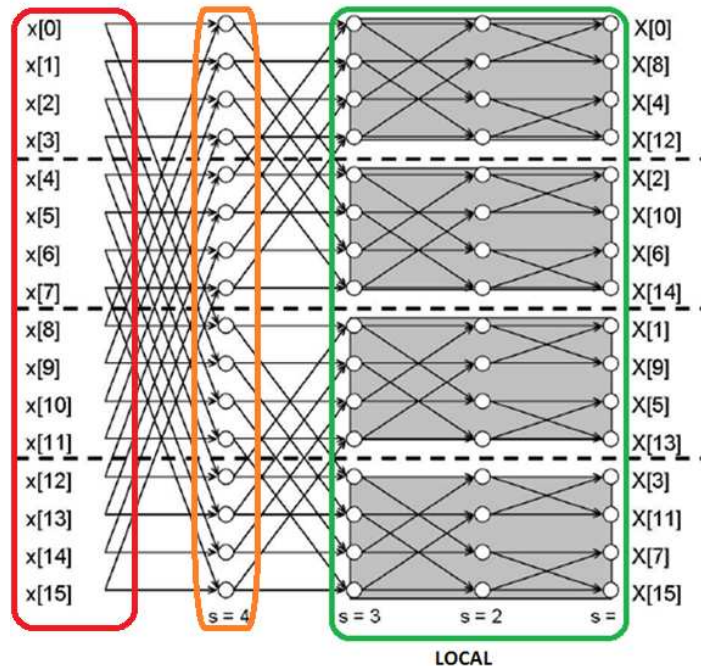 x[0] X[0]
x[1] X[8]
x[2] X[4]
x[3] X[12]
x[4] X[2]
x[5] X[10]
x[6] X[6]
x[7] X[14]
x[8] X[1]
x[9] X[9]
x[10] X[5]
x[11] X[13]
x[12] X[3]
x[13] X[11]
x[14] X[7]
x[15] X[15]
s = 4 s = 3 s = 2 s =
LOCAL